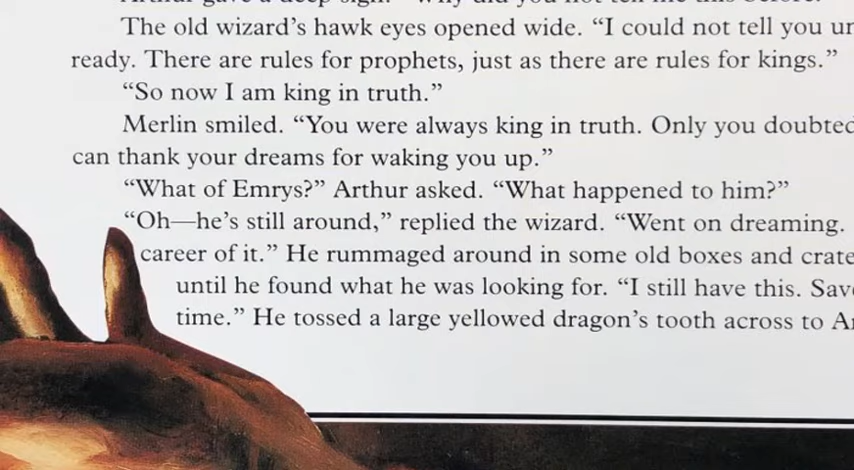 The old wizard's hawk eyes opened wide. "I could not tell you
ready. There are rules for prophets, just as there are rules for kings."
"So now I am king in truth."
Merlin smiled. "You were always king in truth. Only you doubted
can thank your dreams for waking you up."
"What of Emrys?" Arthur asked. "What happened to him?"
"Oh—he's still around," replied the wizard. "Went on dreaming.
career of it." He rummaged around in some old boxes and
until he found what he was looking for. "I still have this.
time." He tossed a large yellowed dragon's tooth across to